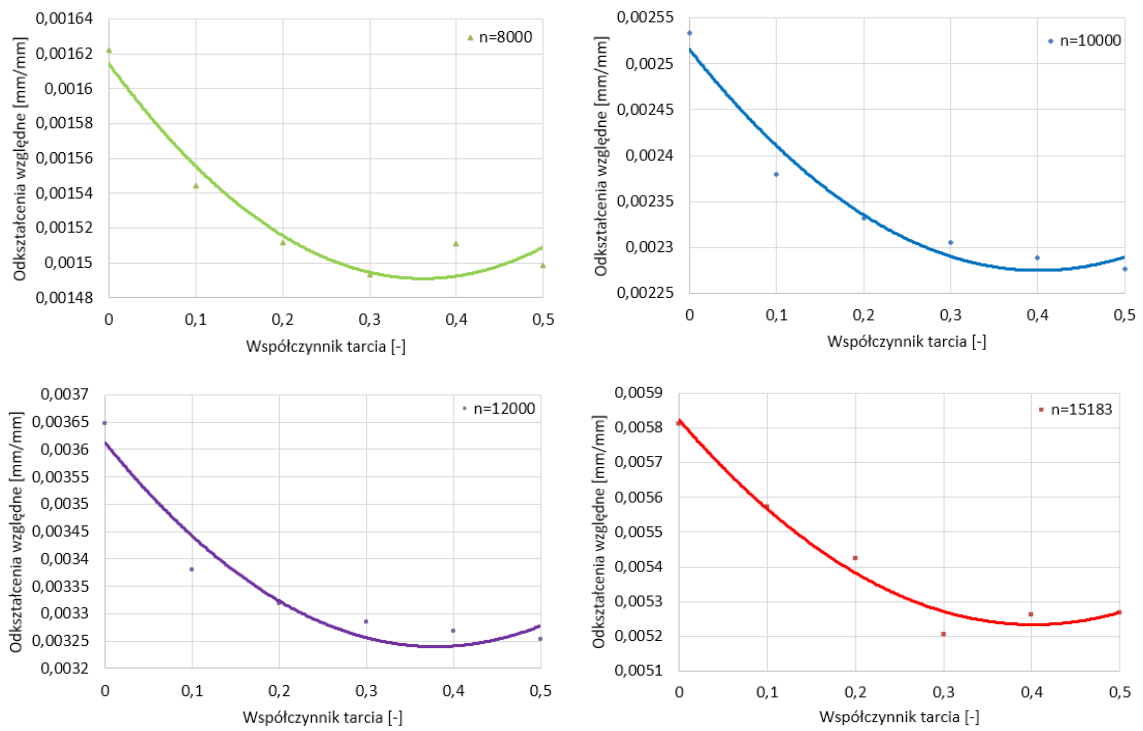 Odkształcenia względne [mm/mm]
0,00164
0,00162
0,0016
0,00158
0,00156
0,00154
0,00152
0,0015
0,00148
n=8000
0 0,1 0,2 0,3 0,4 0,5
Współczynnik tarcia [-]
Odkształcenia względne [mm/mm]
0,00255
0,0025
0,00245
0,0024
0,00235
0,0023
0,00225
n=10000
0 0,1 0,2 0,3 0,4 0,5
Współczynnik tarcia [-]
Odkształcenia względne [mm/mm]
0,0037
0,00365
0,0036
0,00355
0,0035
0,00345
0,0034
0,00335
0,0033
0,00325
0,0032
n=12000
0 0,1 0,2 0,3 0,4 0,5
Współczynnik tarcia [-]
Odkształcenia względne [mm/mm]
0,0059
0,0058
0,0057
0,0056
0,0055
0,0054
0,0053
0,0052
0,0051
n=15183
0 0,1 0,2 0,3 0,4 0,5
Współczynnik tarcia [-]